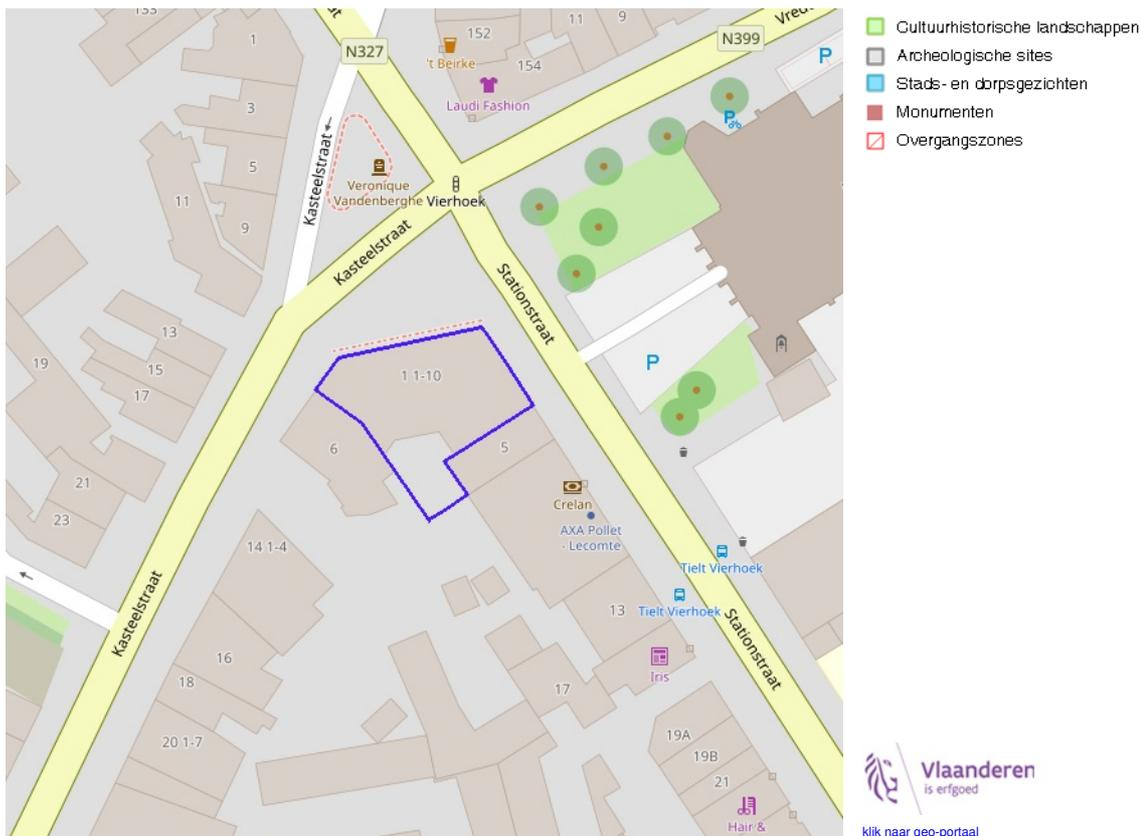 133
1
N327
't Beirke
152
11
9
154
Laudi Fashion
N399
P
P
3
5
9
11
Kasteelstraat
Veronique
Vandenberghe
Vierhoek
Kasteelstraat
Stationstraat
13
15
17
19
1 1-10
P
6
5
21
23
Crelan
AXA Pollet
- Lecomte
14 1-4
Tielt Vierhoek
Tielt Vierhoek
13
Kasteelstraat
16
18
20 1-7
Stationstraat
Iris
17
19A
19B
21
Hair &
Cultuurhistorische landschappen
Archeologische sites
Stads- en dorpsgezichten
Monumenten
Overgangszones
Vlaanderen
is erfgoed
klik naar geo-portaal